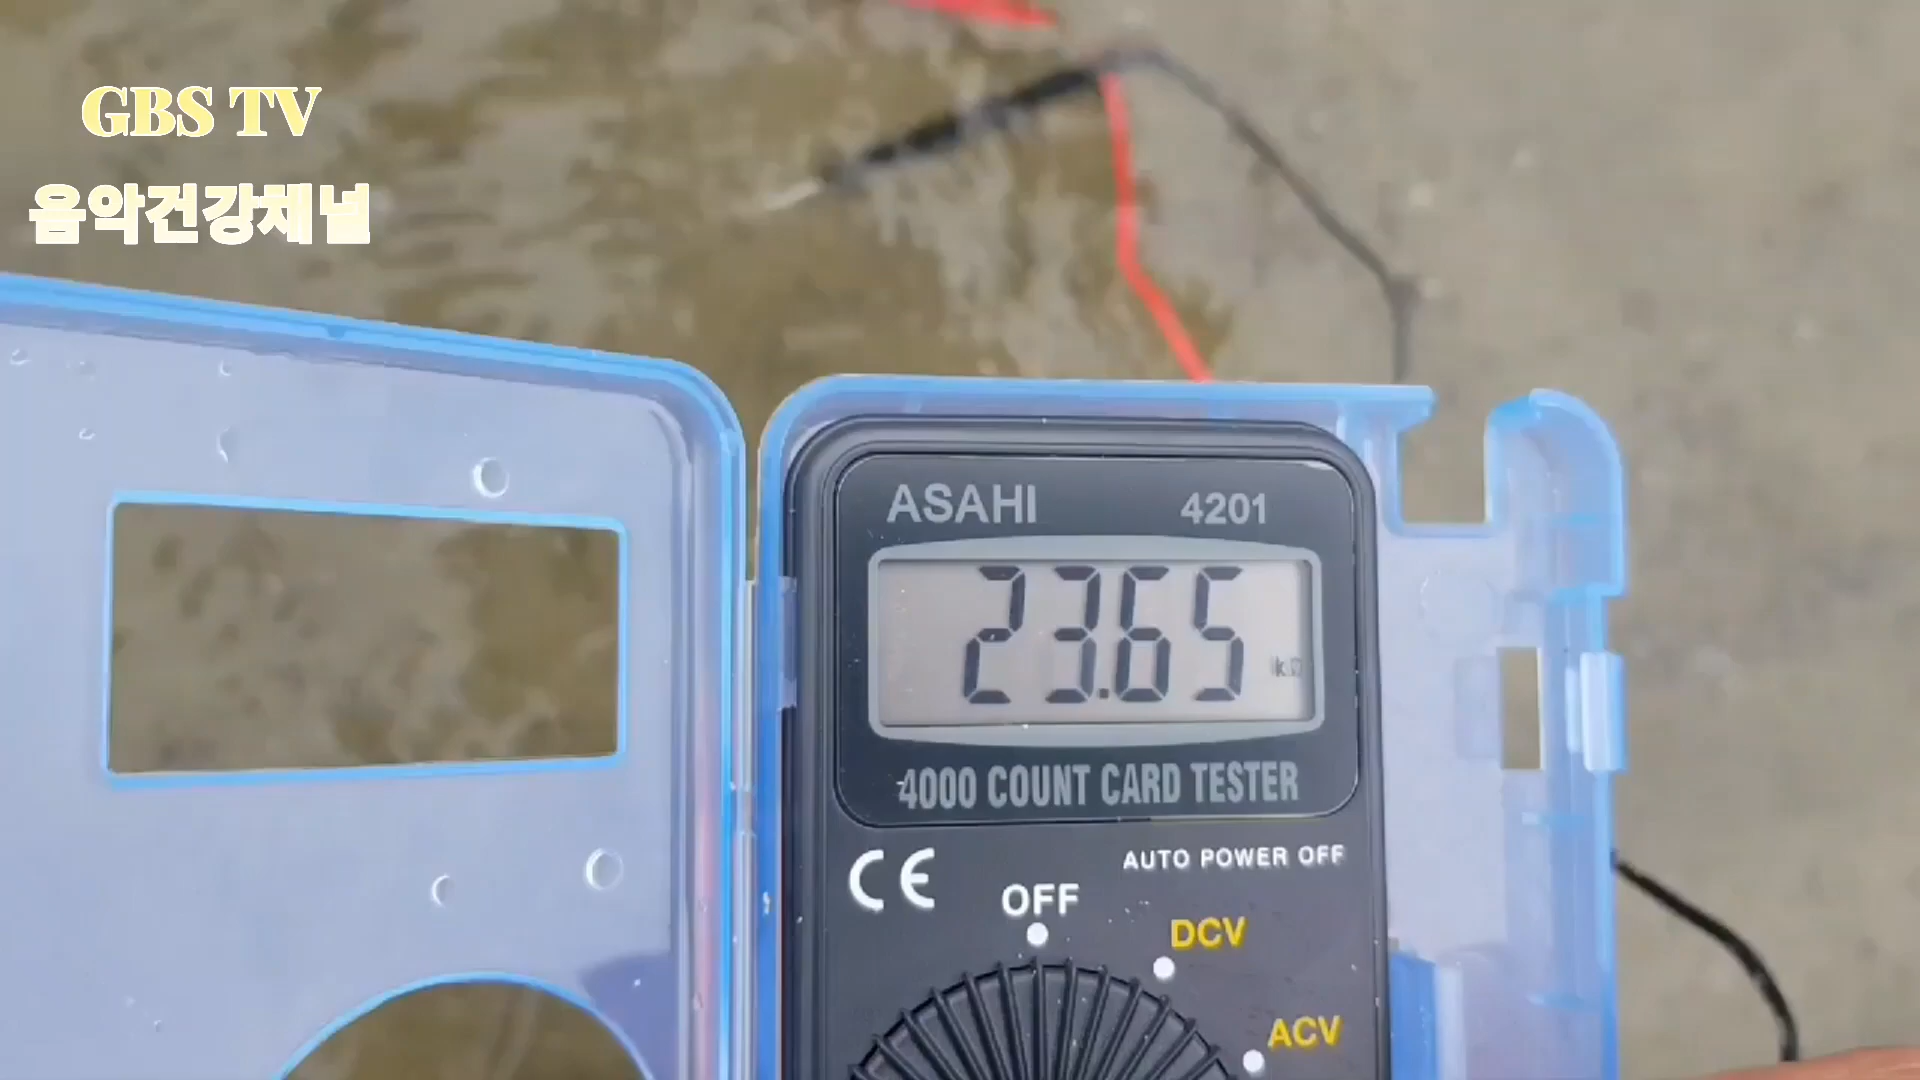 GBS TV
음악건강채널
ASAHI 4201
23.65 kΩ
4000 COUNT CARD TESTER
CE
AUTO POWER OFF
OFF
DCV
ACV